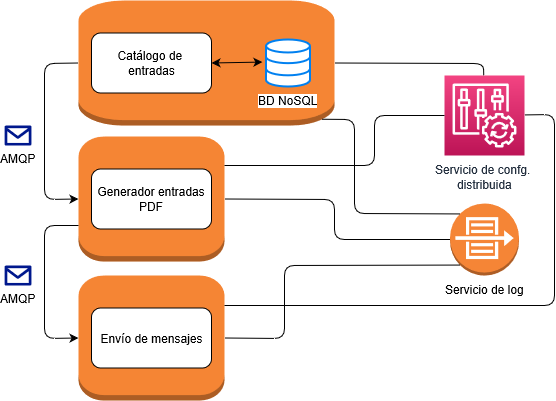 Catálogo de
entradas
BD NoSQL
AMQP
Generador entradas
PDF
Servicio de confg.
distribuida
AMQP
Envío de mensajes
Servicio de log